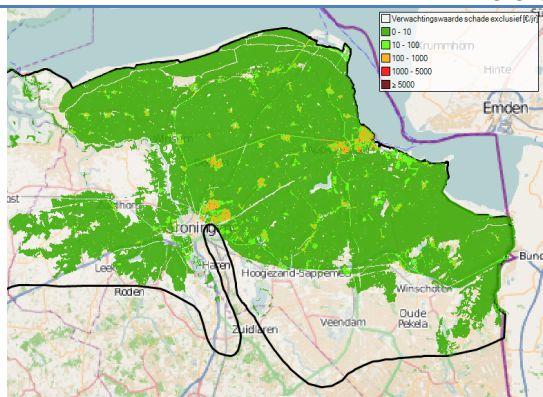 Verwachtingswaarde schade exclusief [€/jr]
0 - 10
10 - 100
100 - 1000
1000 - 5000
≥ 5000
Krummhörn
Hinte
Emden
Groningen
Leek
Haren
Hoogezand-Sappemeer
Roden
Winschoten
Oude
Pekela
Veendam
Zuidlaren